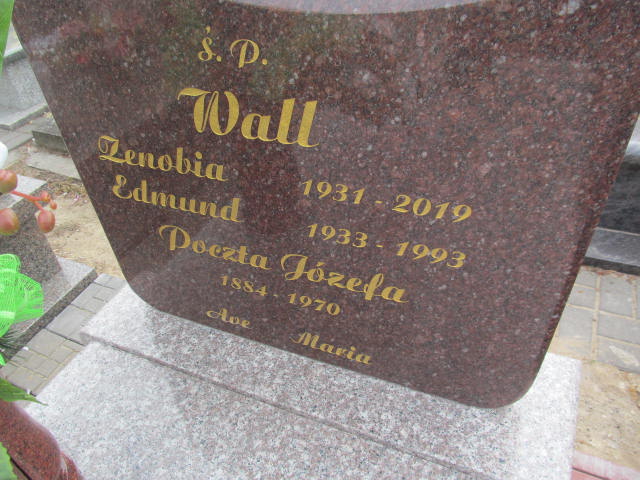 ś. p.
Wall
Zenobia 1931 - 2019
Edmund 1933 - 1993
Poczta Józefa
1884 - 1970
Ave Maria